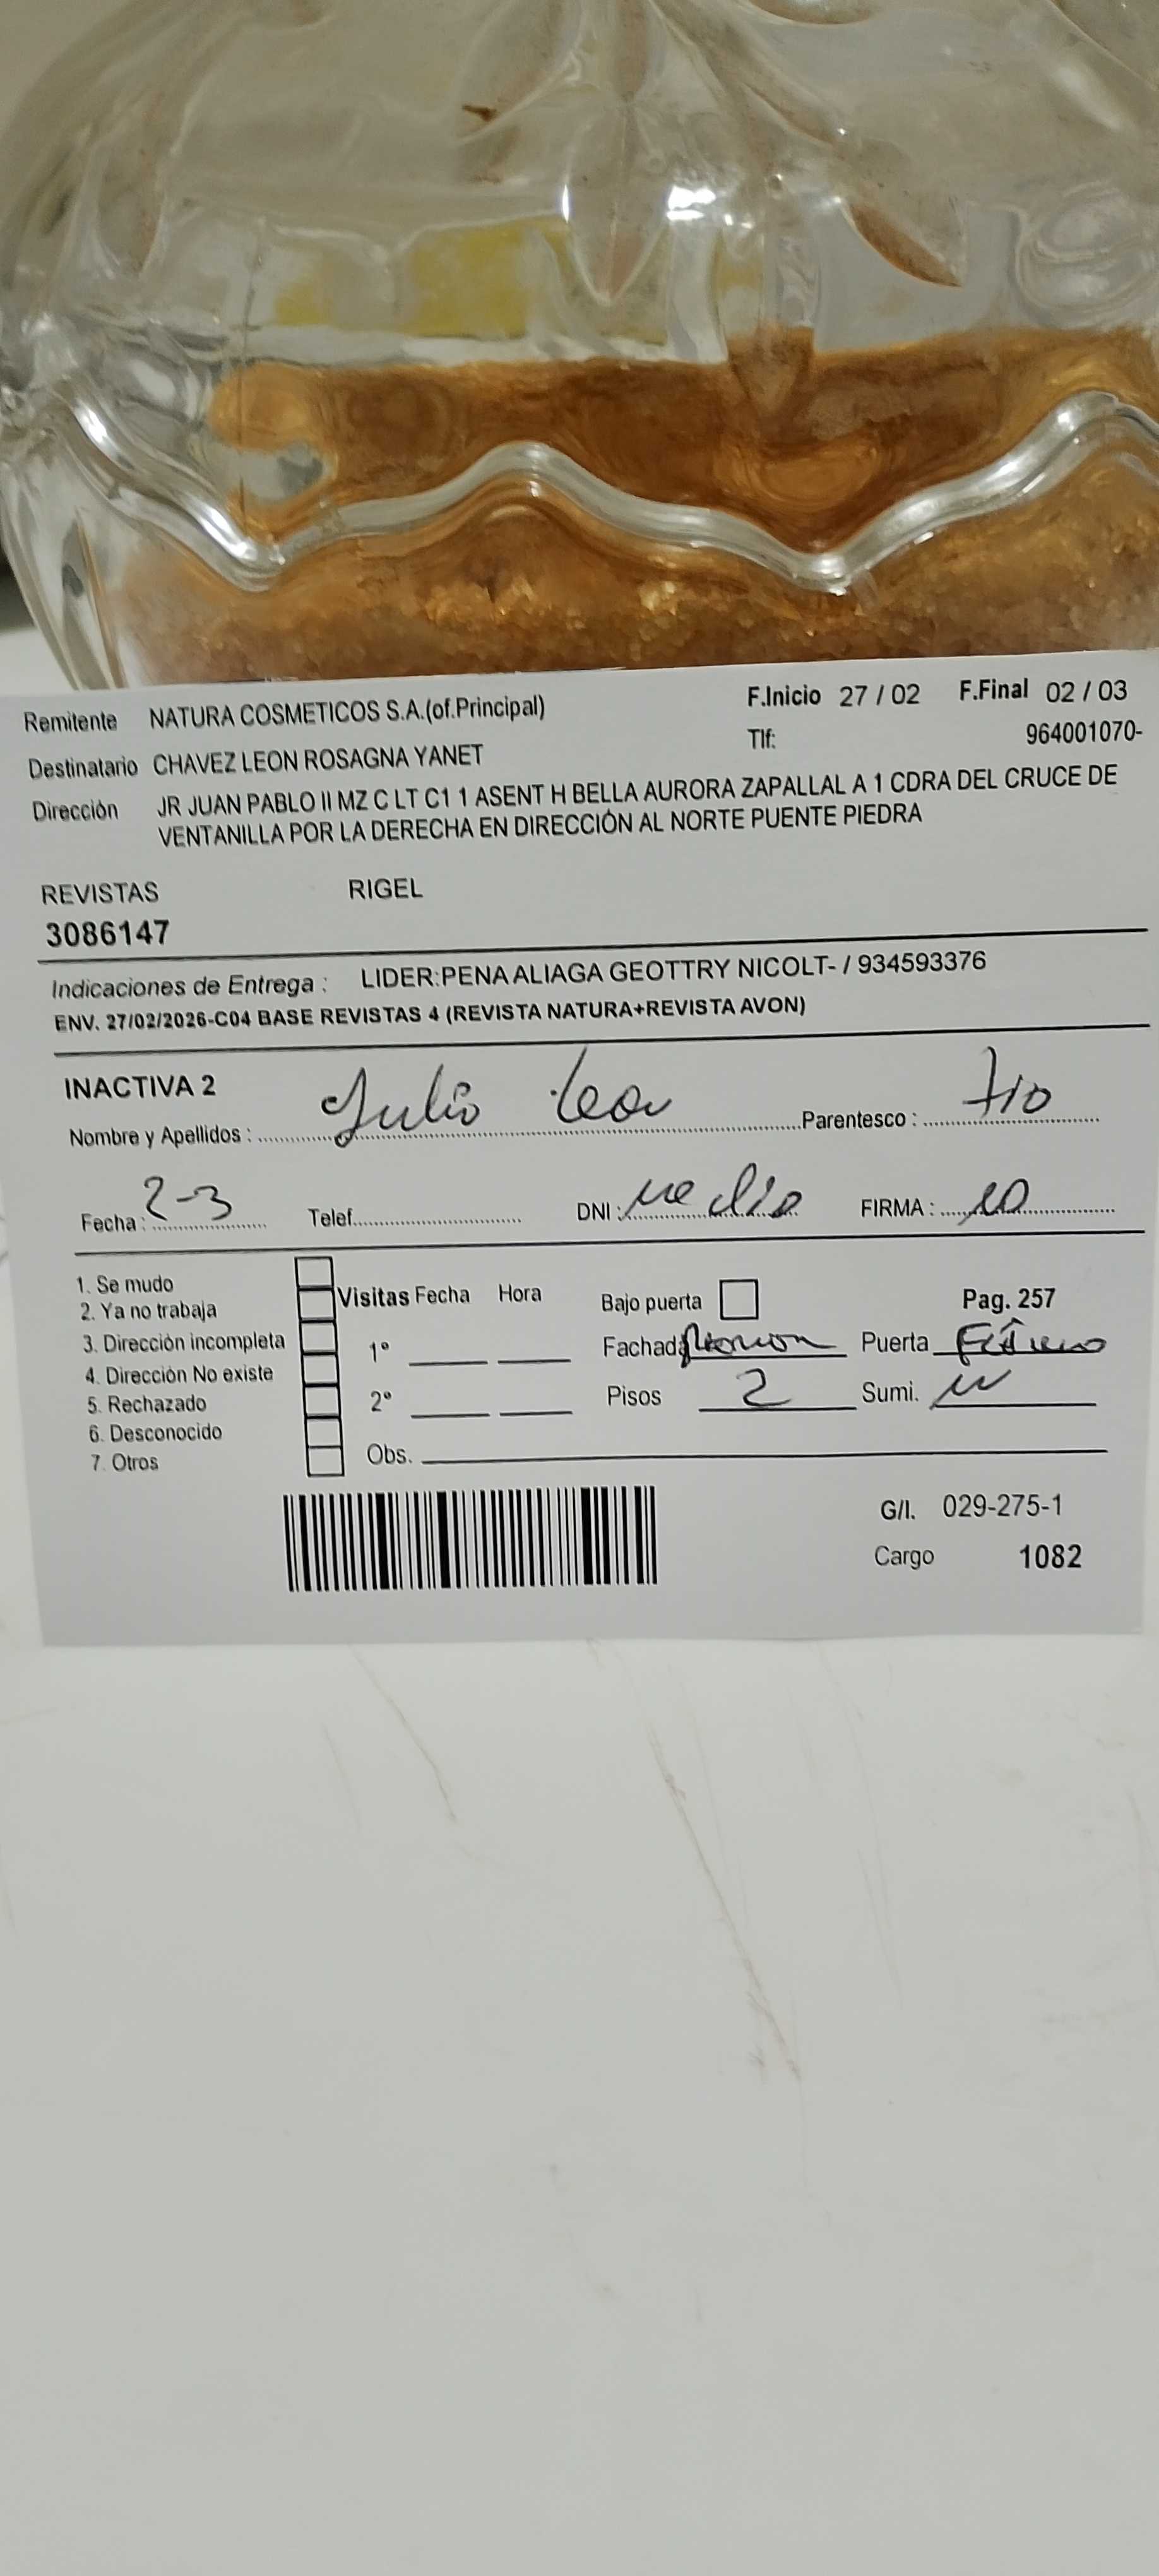 Remitente NATURA COSMETICOS S.A.(of.Principal) F.Inicio 27 / 02 F.Final 02 / 03
Tlf: 964001070-
Destinatario CHAVEZ LEON ROSAGNA YANET
Dirección JR JUAN PABLO II MZ C LT C1 1 ASENT H BELLA AURORA ZAPALLAL A 1 CDRA DEL CRUCE DE
VENTANILLA POR LA DERECHA EN DIRECCIÓN AL NORTE PUENTE PIEDRA
REVISTAS RIGEL
3086147
Indicaciones de Entrega : LIDER:PENA ALIAGA GEOTTRY NICOLT- / 934593376
ENV. 27/02/2026-C04 BASE REVISTAS 4 (REVISTA NATURA+REVISTA AVON)
INACTIVA 2
Nombre y Apellidos : Julio Leon Parentesco : Tio
Fecha : 2-3 Telef. DNI : FIRMA :
1. Se mudo
2. Ya no trabaja
3. Dirección incompleta
4. Dirección No existe
5. Rechazado
6. Desconocido
7. Otros
Visitas Fecha Hora
1°
2°
Obs.
Bajo puerta Pag. 257
Fachada Puerta
Pisos 2 Sumi.
G/I. 029-275-1
Cargo 1082